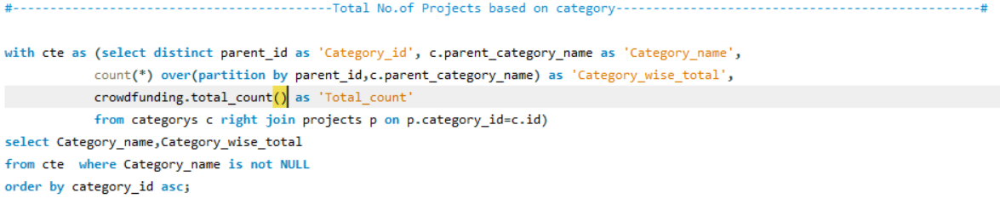 #-------------------------------------------Total No.of Projects based on category-------------------------------------------------#
with cte as (select distinct parent_id as 'Category_id', c.parent_category_name as 'Category_name',
count(*) over(partition by parent_id,c.parent_category_name) as 'Category_wise_total',
crowdfunding.total_count() as 'Total_count'
from categorys c right join projects p on p.category_id=c.id)
select Category_name,Category_wise_total
from cte  where Category_name is not NULL
order by category_id asc;